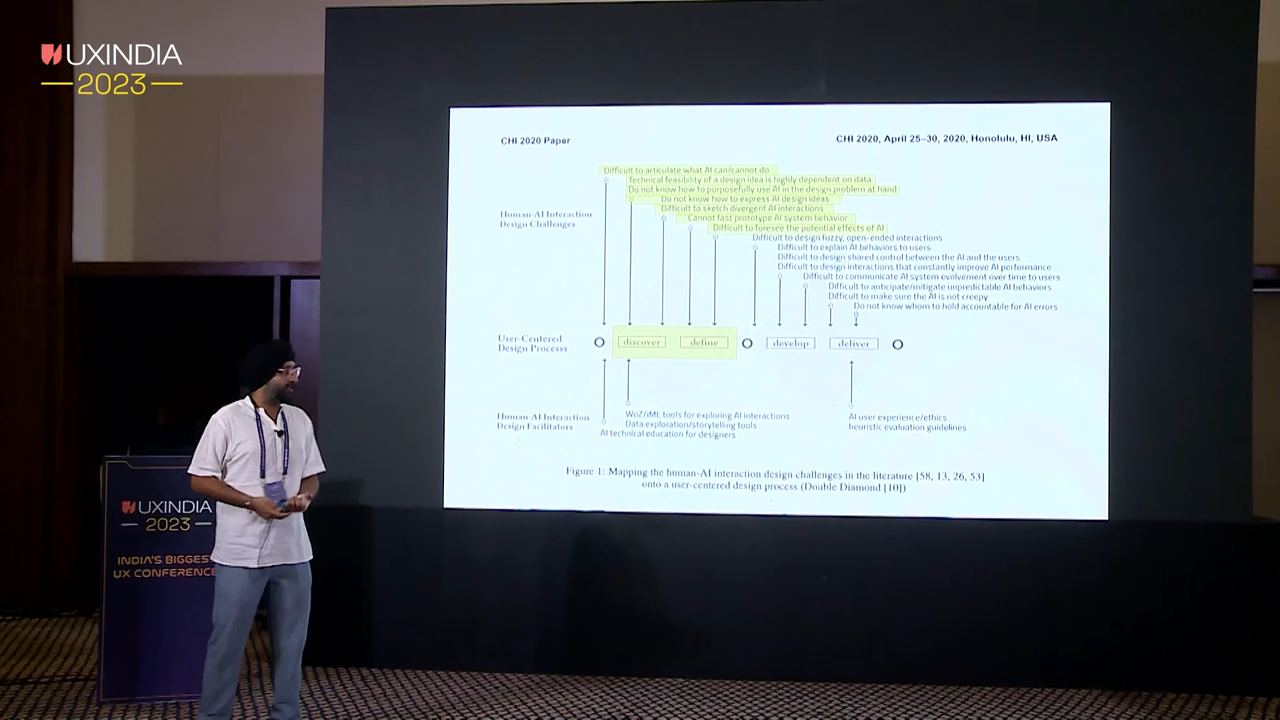 UXINDIA
2023
CHI 2020 Paper
CHI 2020, April 25–30, 2020, Honolulu, HI, USA
Difficult to articulate what AI can/cannot do
Technical feasibility of a design idea is highly dependent on data
Do not know how to purposefully use AI in the design problem at hand
Do not know how to express AI design ideas
Difficult to sketch divergent AI interactions
Cannot fast prototype AI system behavior
Difficult to foresee the potential effects of AI
Difficult to design fuzzy, open-ended interactions
Difficult to explain AI behaviors to users
Difficult to design shared control between the AI and the users
Difficult to design interactions that constantly improve AI performance
Difficult to communicate AI system evolvement over time to users
Difficult to anticipate/mitigate unpredictable AI behaviors
Difficult to make sure the AI is not creepy
Do not know whom to hold accountable for AI errors
Human-AI Interaction
Design Challenges
User-Centered
Design Processs
discover
define
develop
deliver
Human-AI Interaction
Design Facilitators
WoZ/iML tools for exploring AI interactions
Data exploration/storytelling tools
AI technical education for designers
AI user experience/ethics
heuristic evaluation guidelines
Figure 1: Mapping the human-AI interaction design challenges in the literature [58, 13, 26, 53]
onto a user-centered design process (Double Diamond [10])
UXINDIA
2023
INDIA'S BIGGEST
UX CONFERENCE